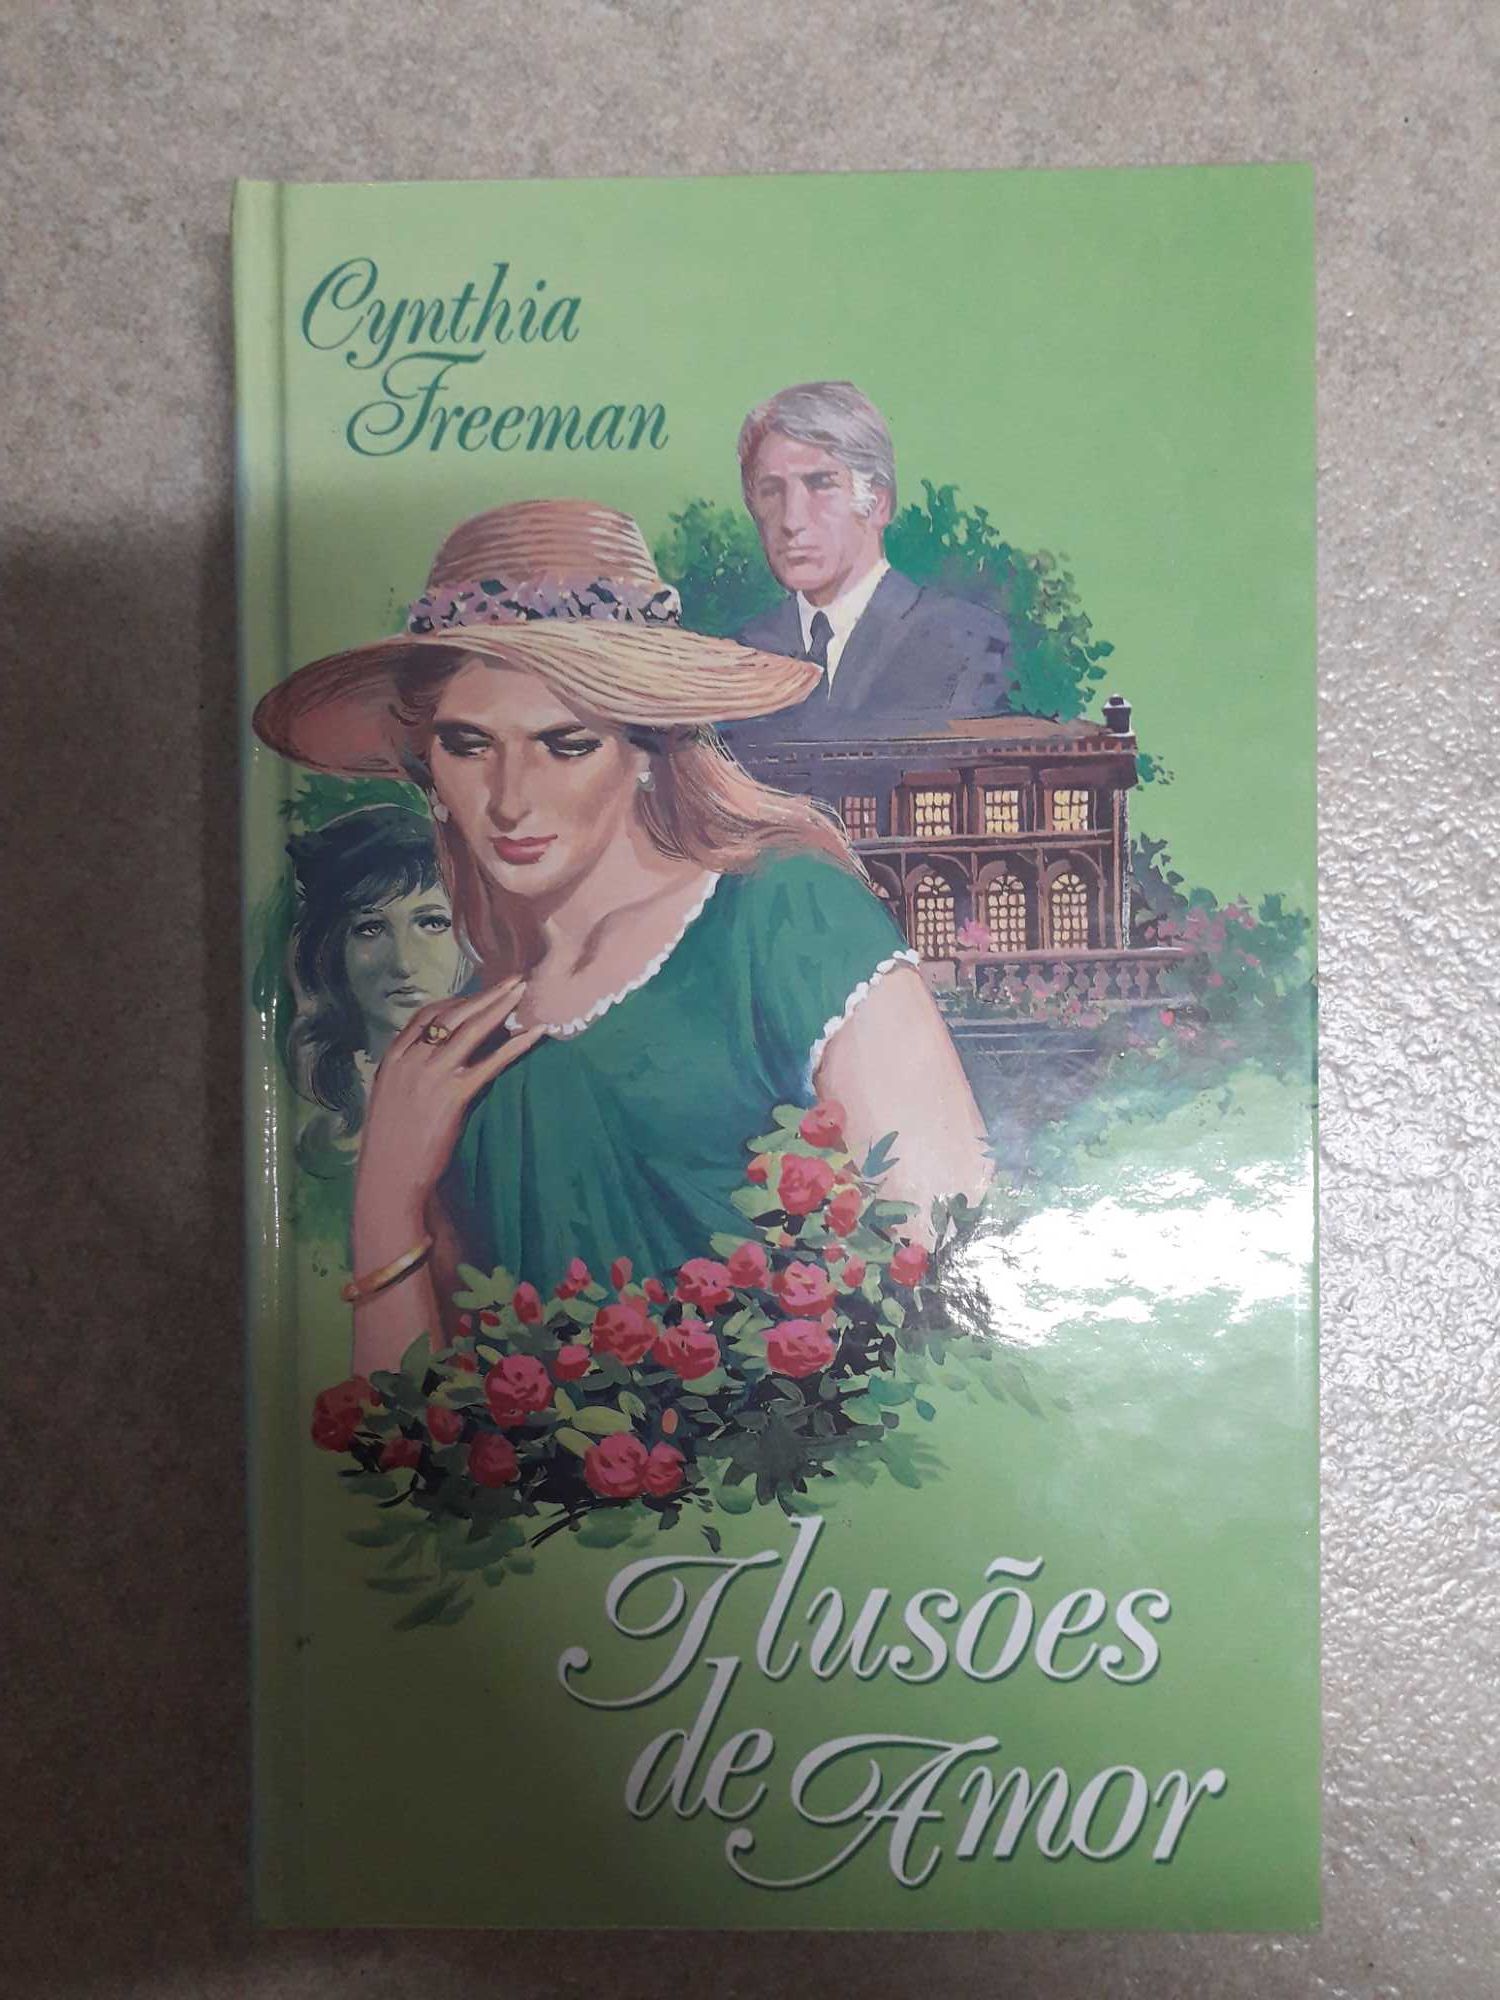 Cynthia
Freeman
Ilusões
de Amor